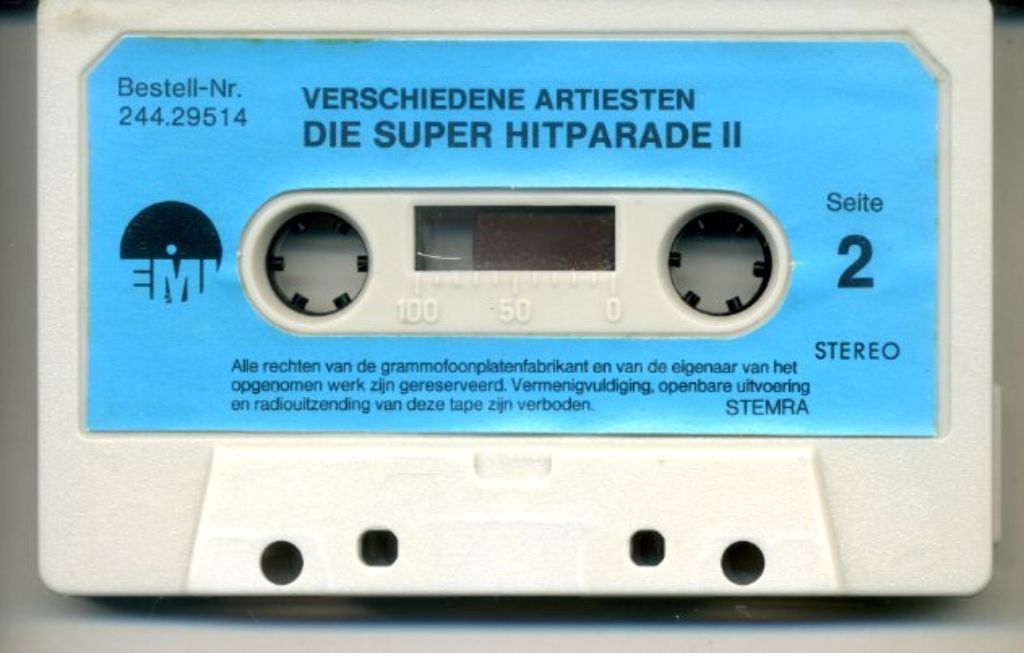 Bestell-Nr.
244.29514
VERSCHIEDENE ARTIESTEN
DIE SUPER HITPARADE II
EMI
Seite
2
100 50 0
STEREO
Alle rechten van de grammofoonplatenfabrikant en van de eigenaar van het
opgenomen werk zijn gereserveerd. Vermenigvuldiging, openbare uitvoering
en radiouitzending van deze tape zijn verboden. STEMRA